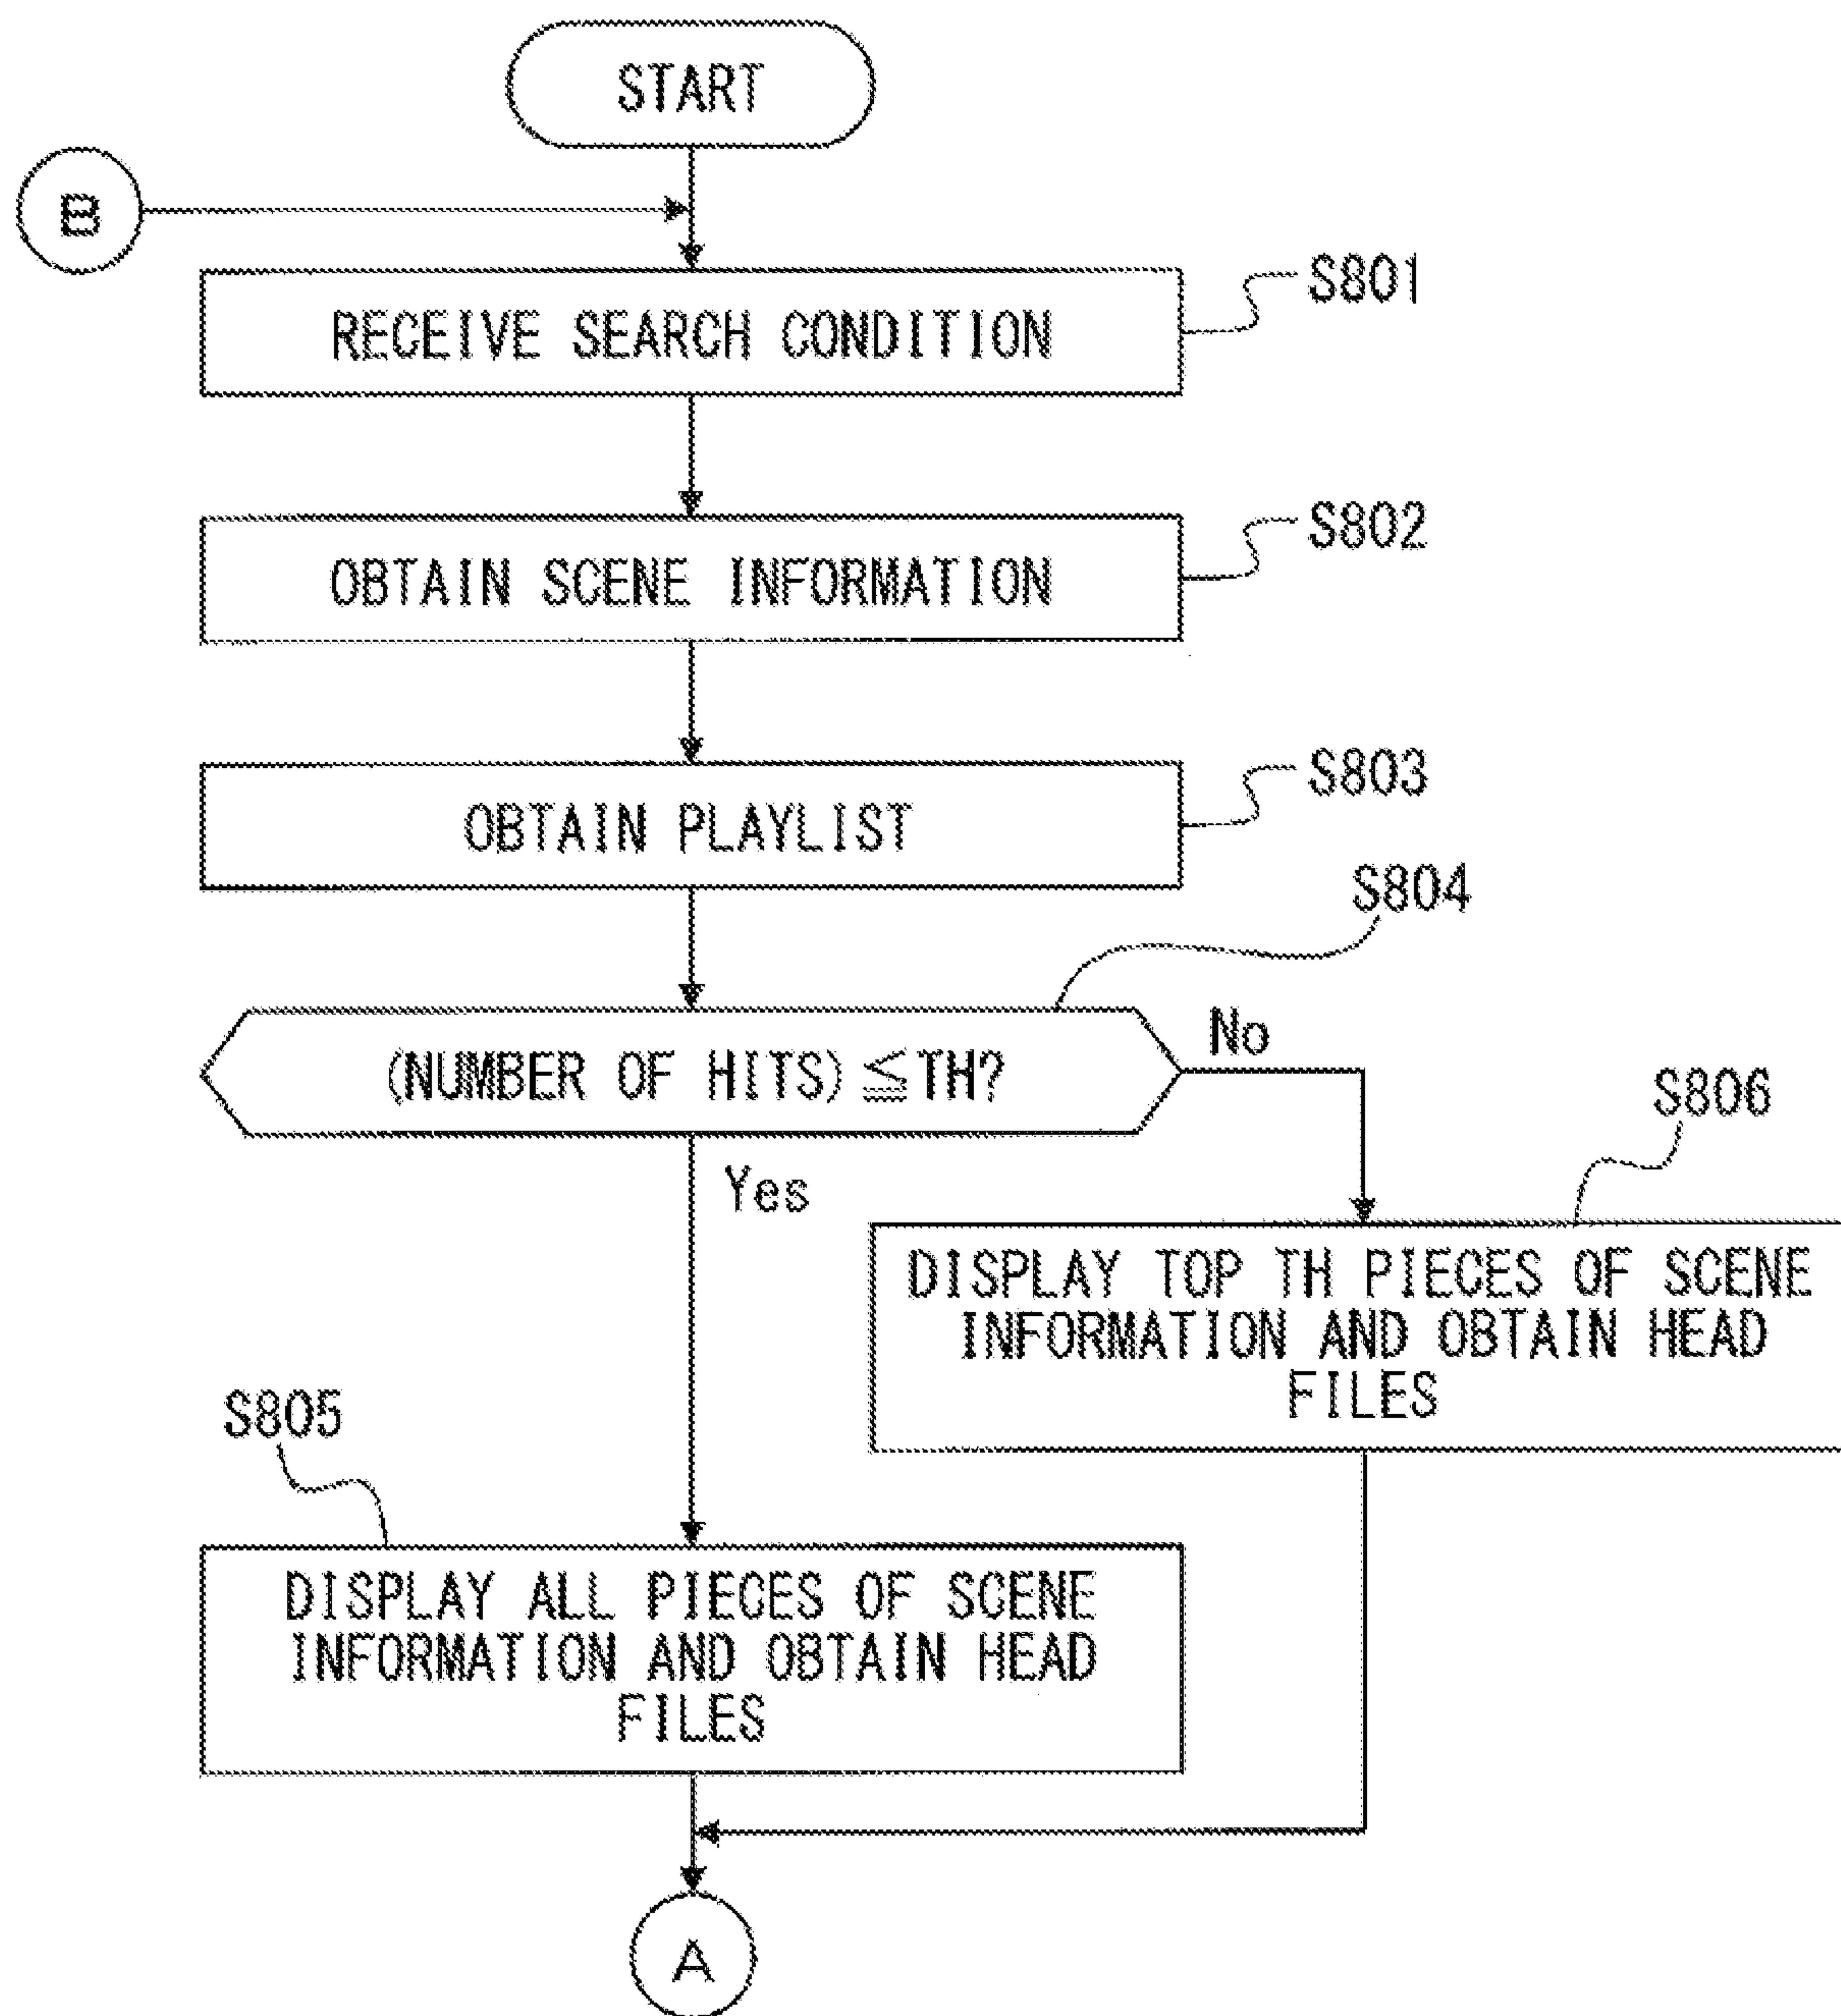 START
B
RECEIVE SEARCH CONDITION
S801
OBTAIN SCENE INFORMATION
S802
OBTAIN PLAYLIST
S803
S804
(NUMBER OF HITS)≦TH?
No
Yes
S806
DISPLAY TOP TH PIECES OF SCENE
INFORMATION AND OBTAIN HEAD
FILES
S805
DISPLAY ALL PIECES OF SCENE
INFORMATION AND OBTAIN HEAD
FILES
A